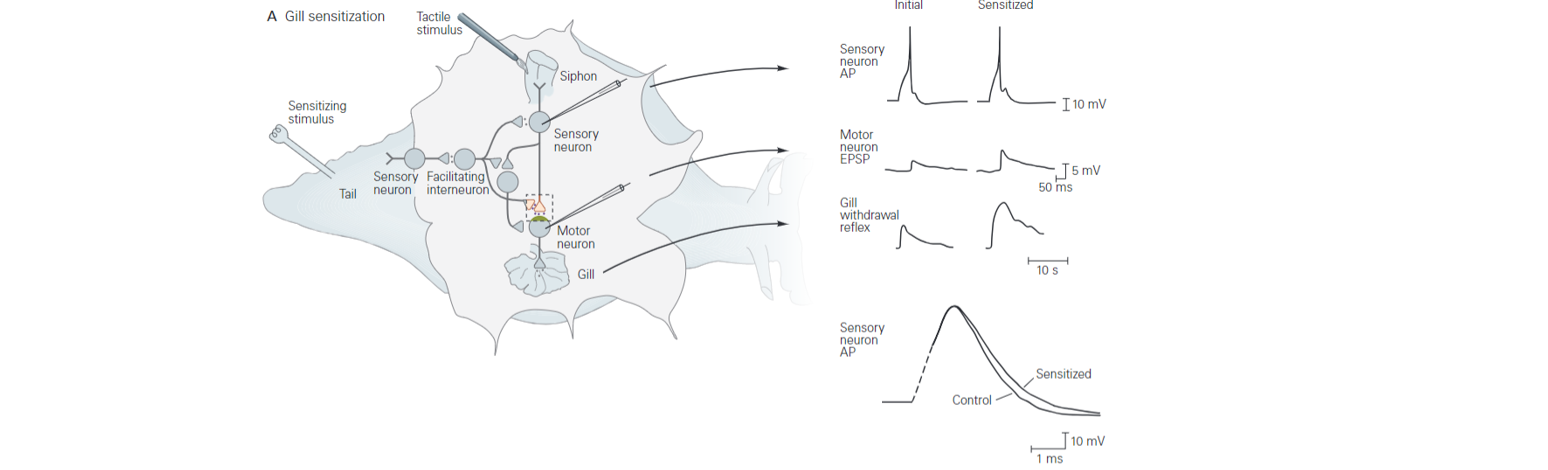 A Gill sensitization
Tactile
stimulus
Siphon
Sensitizing
stimulus
Sensory
neuron
Sensory
neuron
Facilitating
interneuron
Tail
Motor
neuron
Gill
Initial
Sensitized
Sensory
neuron
AP
10 mV
Motor
neuron
EPSP
5 mV
50 ms
Gill
withdrawal
reflex
10 s
Sensory
neuron
AP
Sensitized
Control
10 mV
1 ms